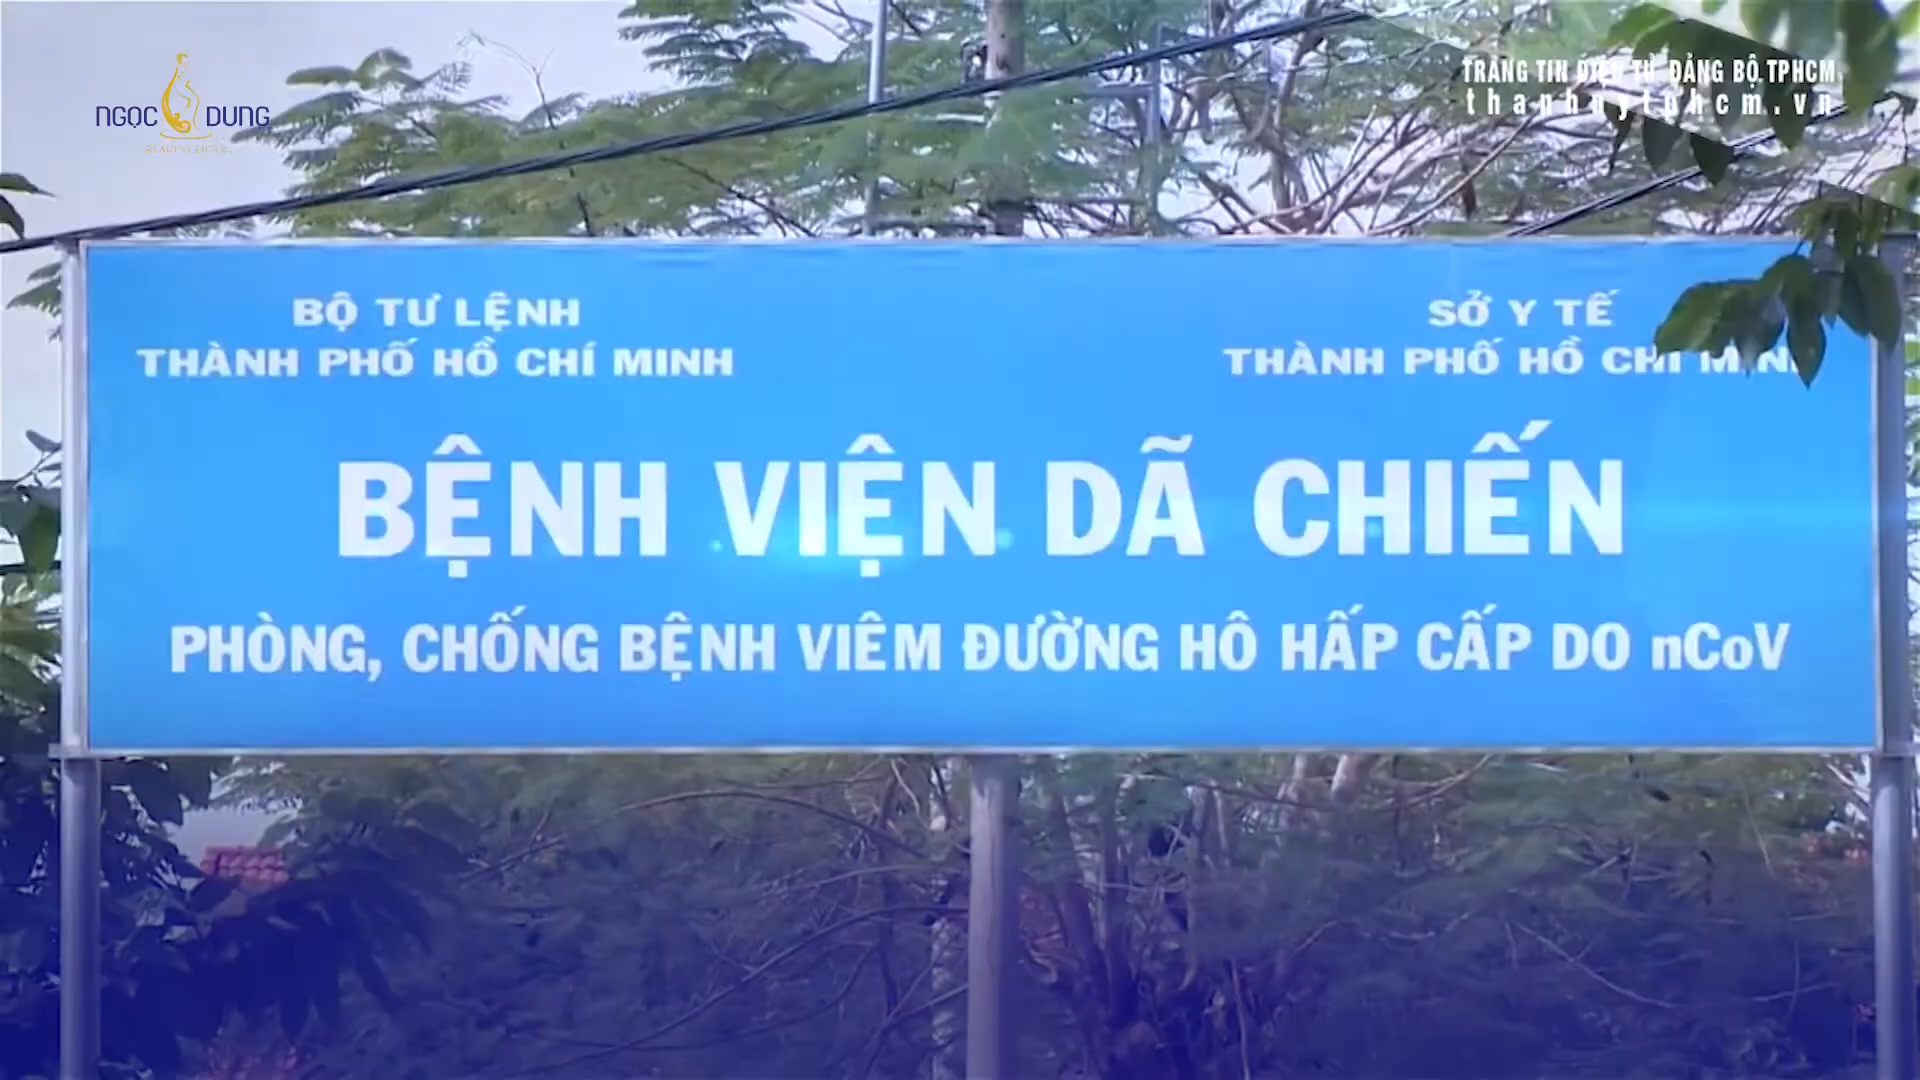 NGỌC DUNG
BEAUTY CENTER
TRANG TIN ĐIỆN TỬ ĐẢNG BỘ TPHCM
thanhuytphcm.vn
BỘ TƯ LỆNH
THÀNH PHỐ HỒ CHÍ MINH
SỞ Y TẾ
THÀNH PHỐ HỒ CHÍ MINH
BỆNH VIỆN DÃ CHIẾN
PHÒNG, CHỐNG BỆNH VIÊM ĐƯỜNG HÔ HẤP CẤP DO nCoV